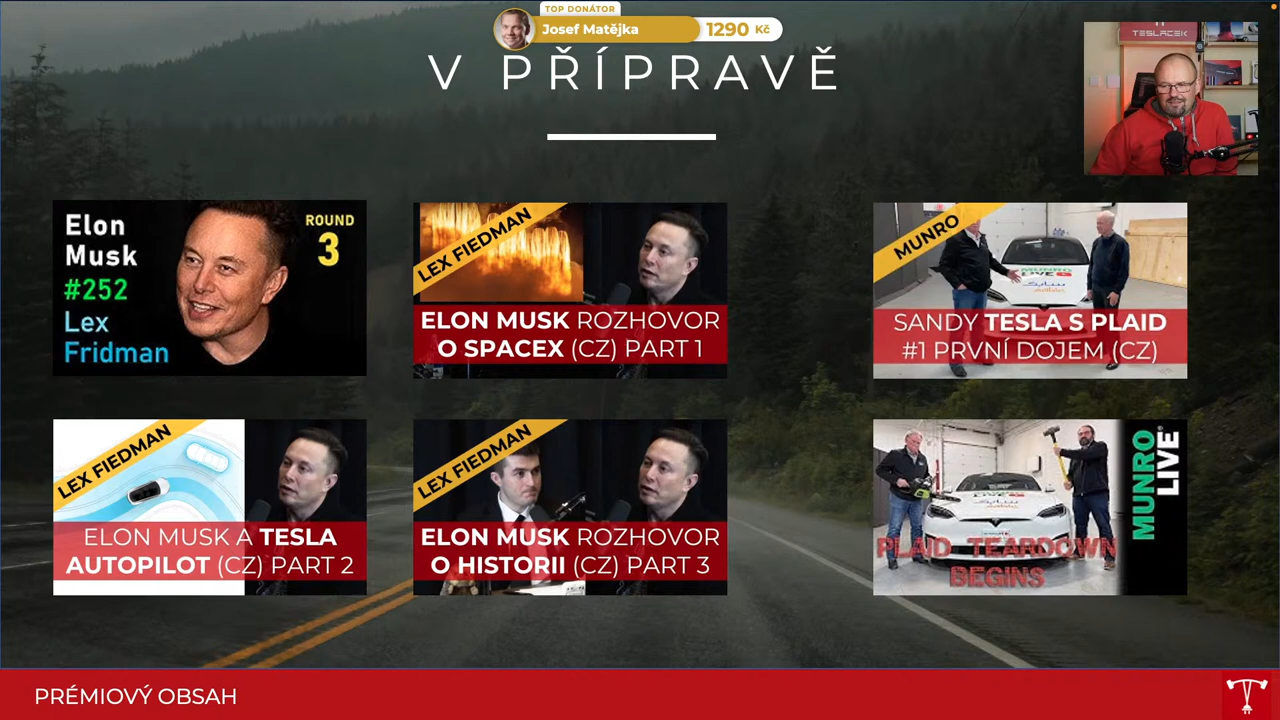 TOP DONÁTOR
Josef Matějka
1290 Kč
V PŘÍPRAVĚ
TESLACEK
Elon
Musk
#252
Lex
Fridman
ROUND
3
LEX FIEDMAN
ELON MUSK ROZHOVOR
O SPACEX (CZ) PART 1
MUNRO
MUNRO
LIVE
SANDY TESLA S PLAID
#1 PRVNÍ DOJEM (CZ)
LEX FIEDMAN
ELON MUSK A TESLA
AUTOPILOT (CZ) PART 2
LEX FIEDMAN
ELON MUSK ROZHOVOR
O HISTORII (CZ) PART 3
PLAID TEARDOWN
BEGINS
MUNRO
LIVE
PRÉMIOVÝ OBSAH